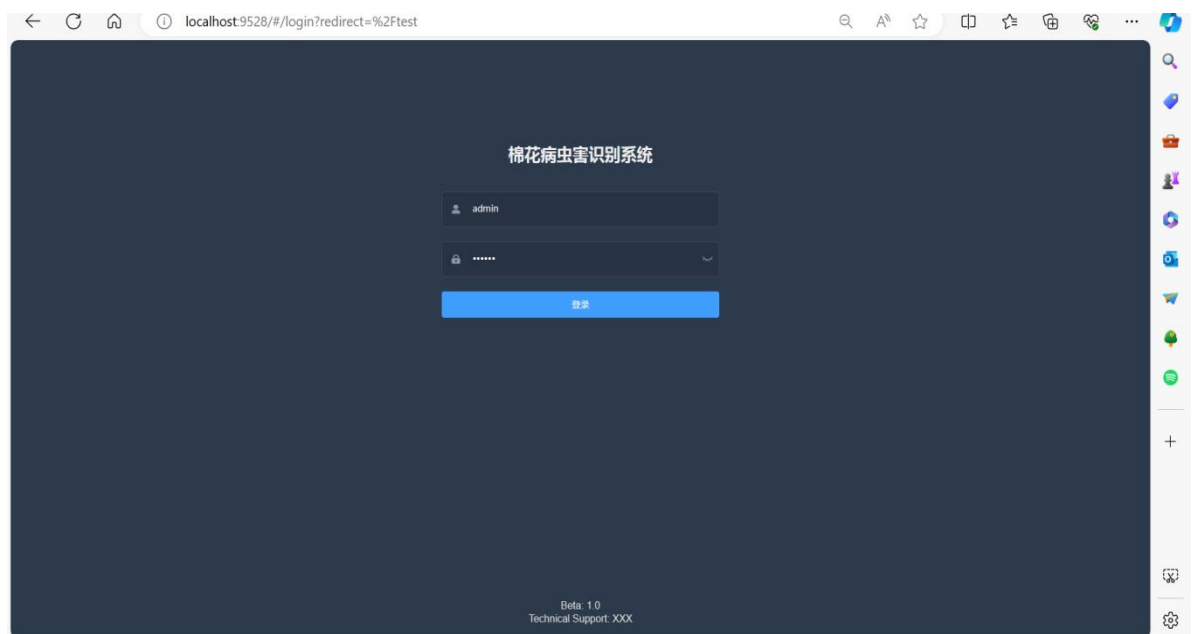 localhost:9528/#/login?redirect=%2Ftest
棉花病虫害识别系统
admin
••••••
登录
Beta: 1.0
Technical Support: XXX